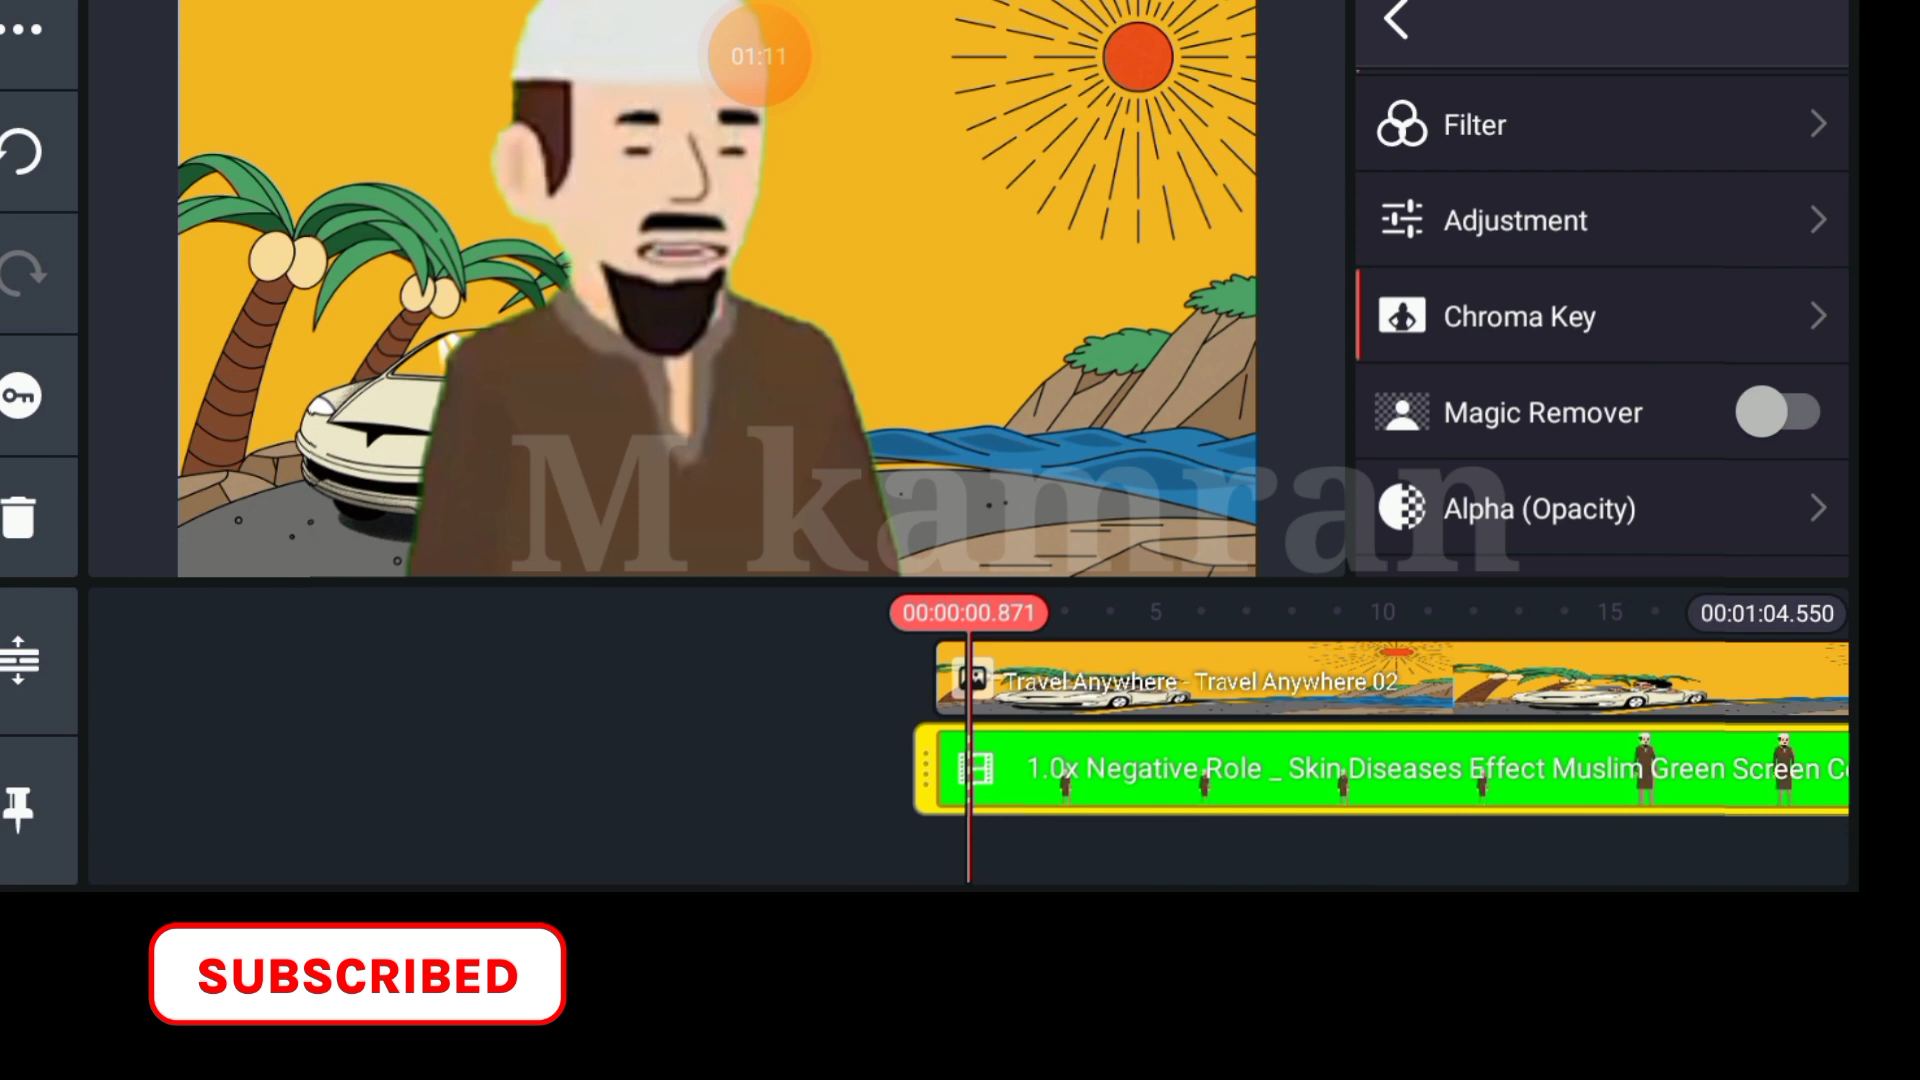 01:11
Filter
Adjustment
Chroma Key
Magic Remover
Alpha (Opacity)
M kamran
00:00:00.871
5
10
15
00:01:04.550
Travel Anywhere - Travel Anywhere 02
1.0x Negative Role _ Skin Diseases Effect Muslim Green Screen
SUBSCRIBED